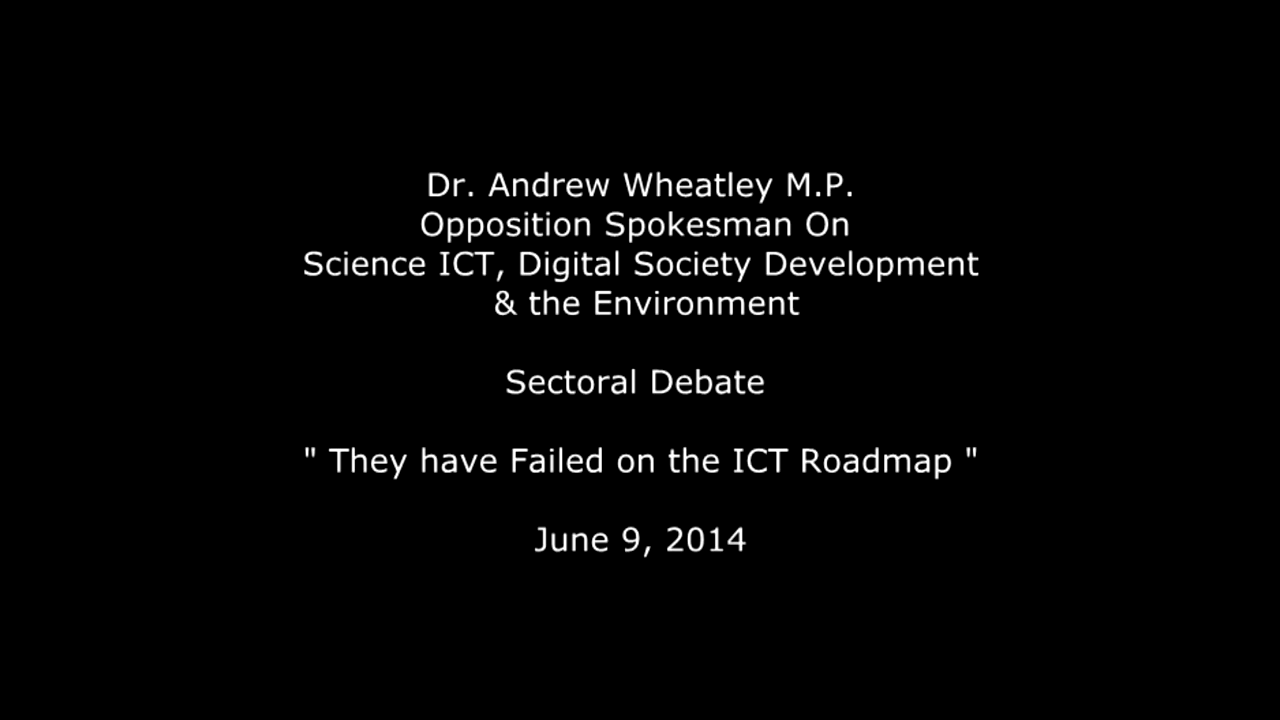 Dr. Andrew Wheatley M.P.
Opposition Spokesman On
Science ICT, Digital Society Development
& the Environment
Sectoral Debate
" They have Failed on the ICT Roadmap "
June 9, 2014